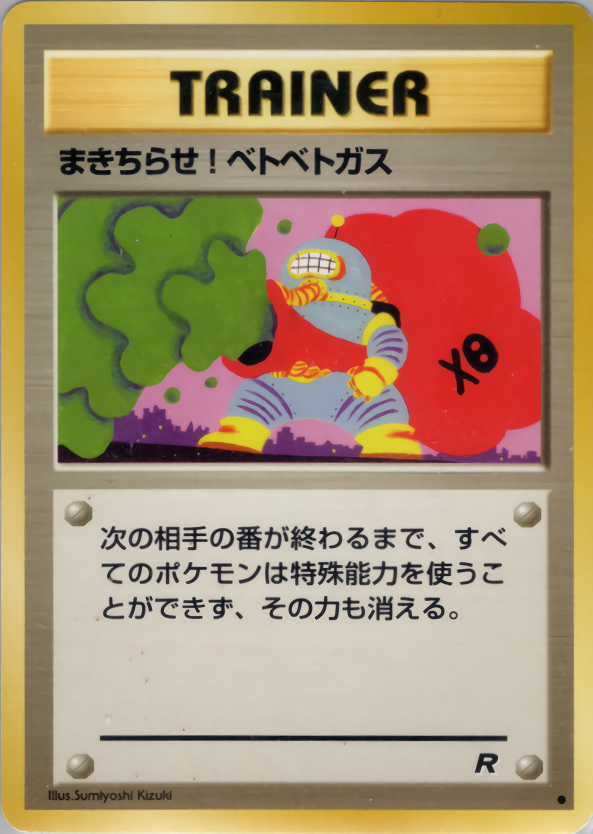 TRAINER
まきちらせ！ベトベトガス
次の相手の番が終わるまで、すべ
てのポケモンは特殊能力を使うこ
とができず、その力も消える。
R
Illus.Sumiyoshi Kizuki